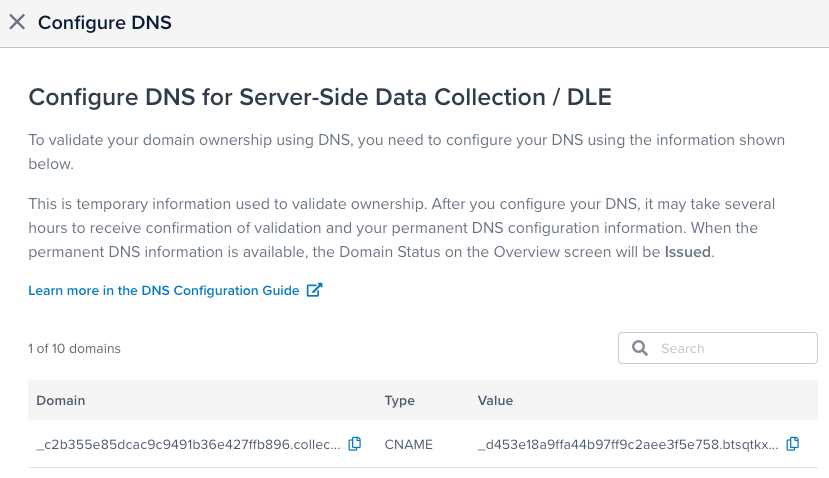 Configure DNS
Configure DNS for Server-Side Data Collection / DLE
To validate your domain ownership using DNS, you need to configure your DNS using the information shown
below.
This is temporary information used to validate ownership. After you configure your DNS, it may take several
hours to receive confirmation of validation and your permanent DNS configuration information. When the
permanent DNS information is available, the Domain Status on the Overview screen will be Issued.
Learn more in the DNS Configuration Guide
1 of 10 domains
Search
Domain Type Value
_c2b355e85dcac9c9491b36e427ffb896.collec... CNAME _d453e18a9ffa44b97ff9c2aee3f5e758.btsqtkx...